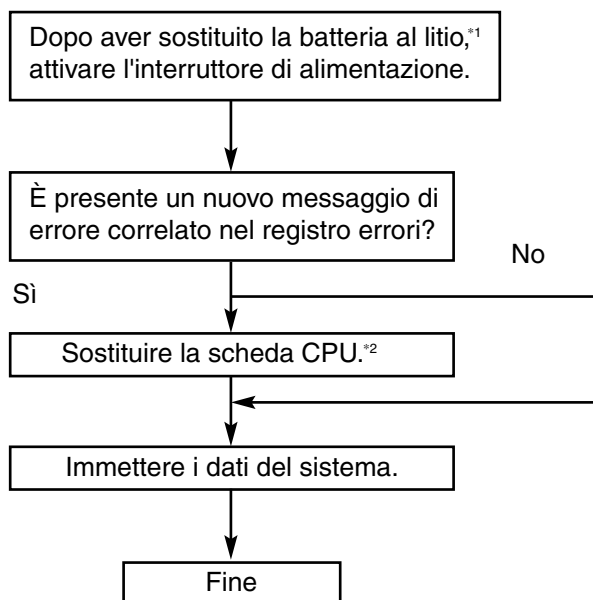 Dopo aver sostituito la batteria al litio,*1
attivare l'interruttore di alimentazione.
È presente un nuovo messaggio di
errore correlato nel registro errori?
No
Sì
Sostituire la scheda CPU.*2
Immettere i dati del sistema.
Fine